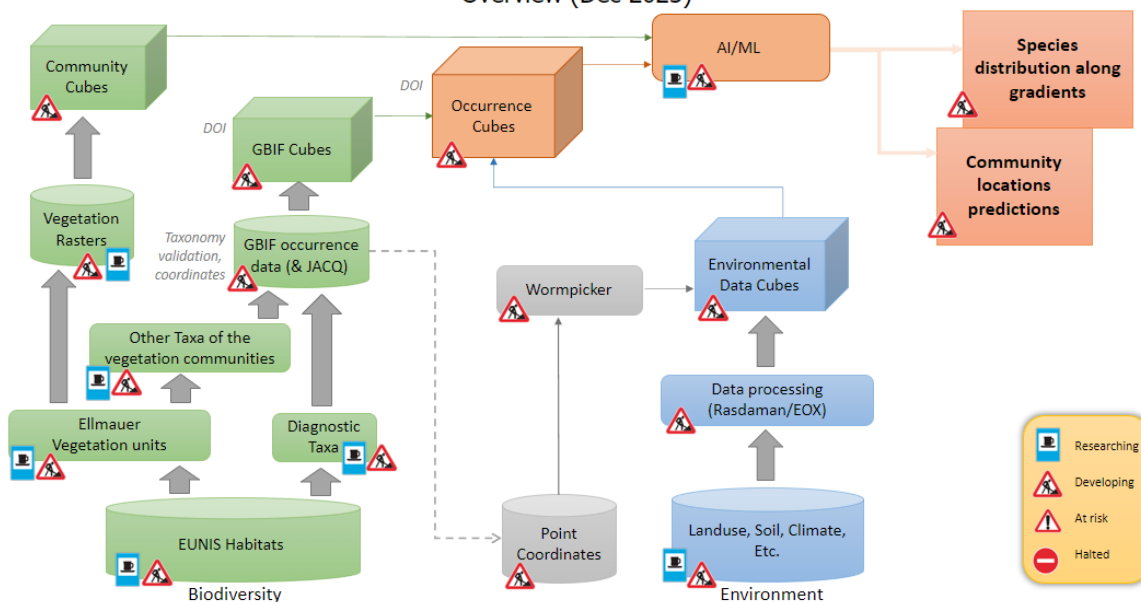 Overview (Dec 2023)
Community
Cubes
AI/ML
Species
distribution along
gradients
DOI
Occurrence
Cubes
DOI
GBIF Cubes
Community
locations
predictions
Vegetation
Rasters
Taxonomy
validation,
coordinates
GBIF occurrence
data (& JACQ)
Environmental
Data Cubes
Wormpicker
Other Taxa of the
vegetation communities
Data processing
(Rasdaman/EOX)
Ellmauer
Vegetation units
Diagnostic
Taxa
Researching
Developing
At risk
Halted
EUNIS Habitats
Point
Coordinates
Landuse, Soil, Climate,
Etc.
Biodiversity
Environment